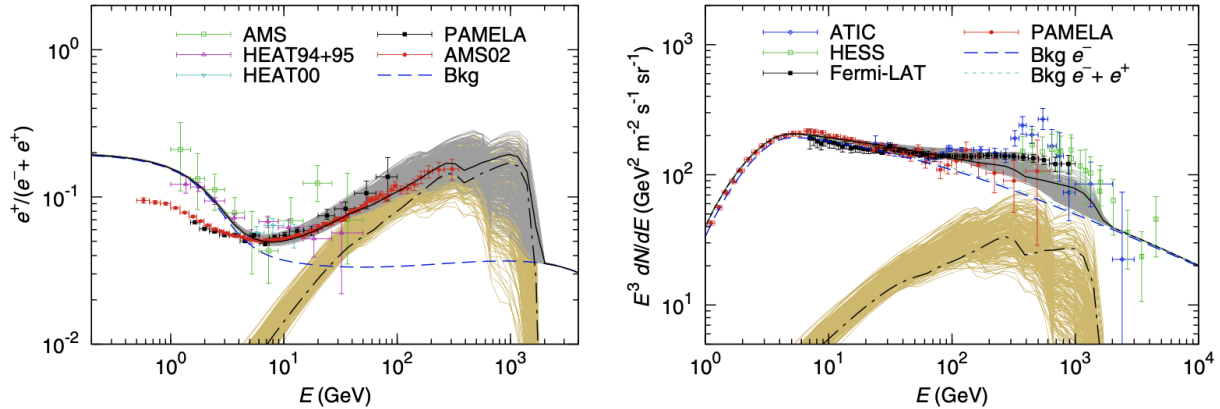 10⁰
10⁻¹
10⁻²
e⁺/(e⁻ + e⁺)
AMS
HEAT94+95
HEAT00
PAMELA
AMS02
Bkg
10⁰ 10¹ 10² 10³
E (GeV)
10³
10²
10¹
E³ dN/dE (GeV² m⁻² s⁻¹ sr⁻¹)
ATIC
HESS
Fermi-LAT
PAMELA
Bkg e⁻
Bkg e⁻ + e⁺
10⁰ 10¹ 10² 10³ 10⁴
E (GeV)